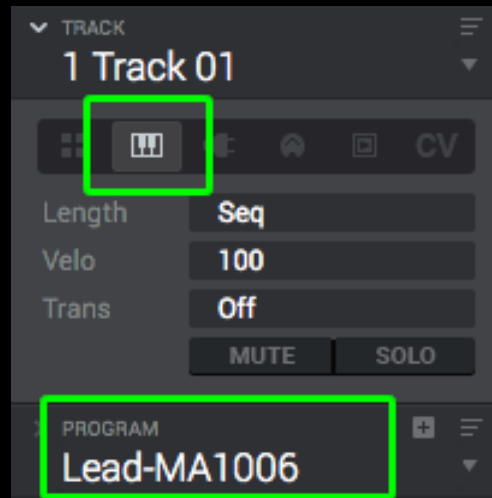 TRACK
1 Track 01
CV
Length Seq
Velo 100
Trans Off
MUTE SOLO
PROGRAM
Lead-MA1006